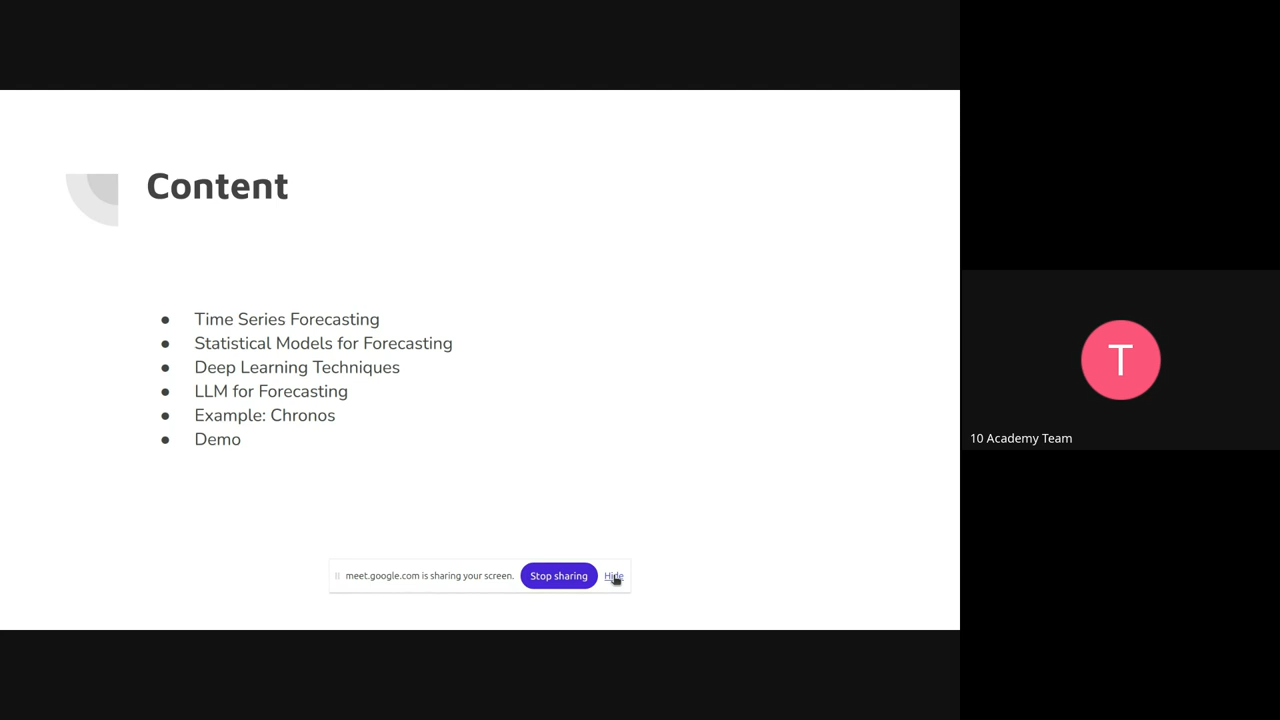 Content
● Time Series Forecasting
● Statistical Models for Forecasting
● Deep Learning Techniques
● LLM for Forecasting
● Example: Chronos
● Demo
meet.google.com is sharing your screen. Stop sharing Hide
T
10 Academy Team